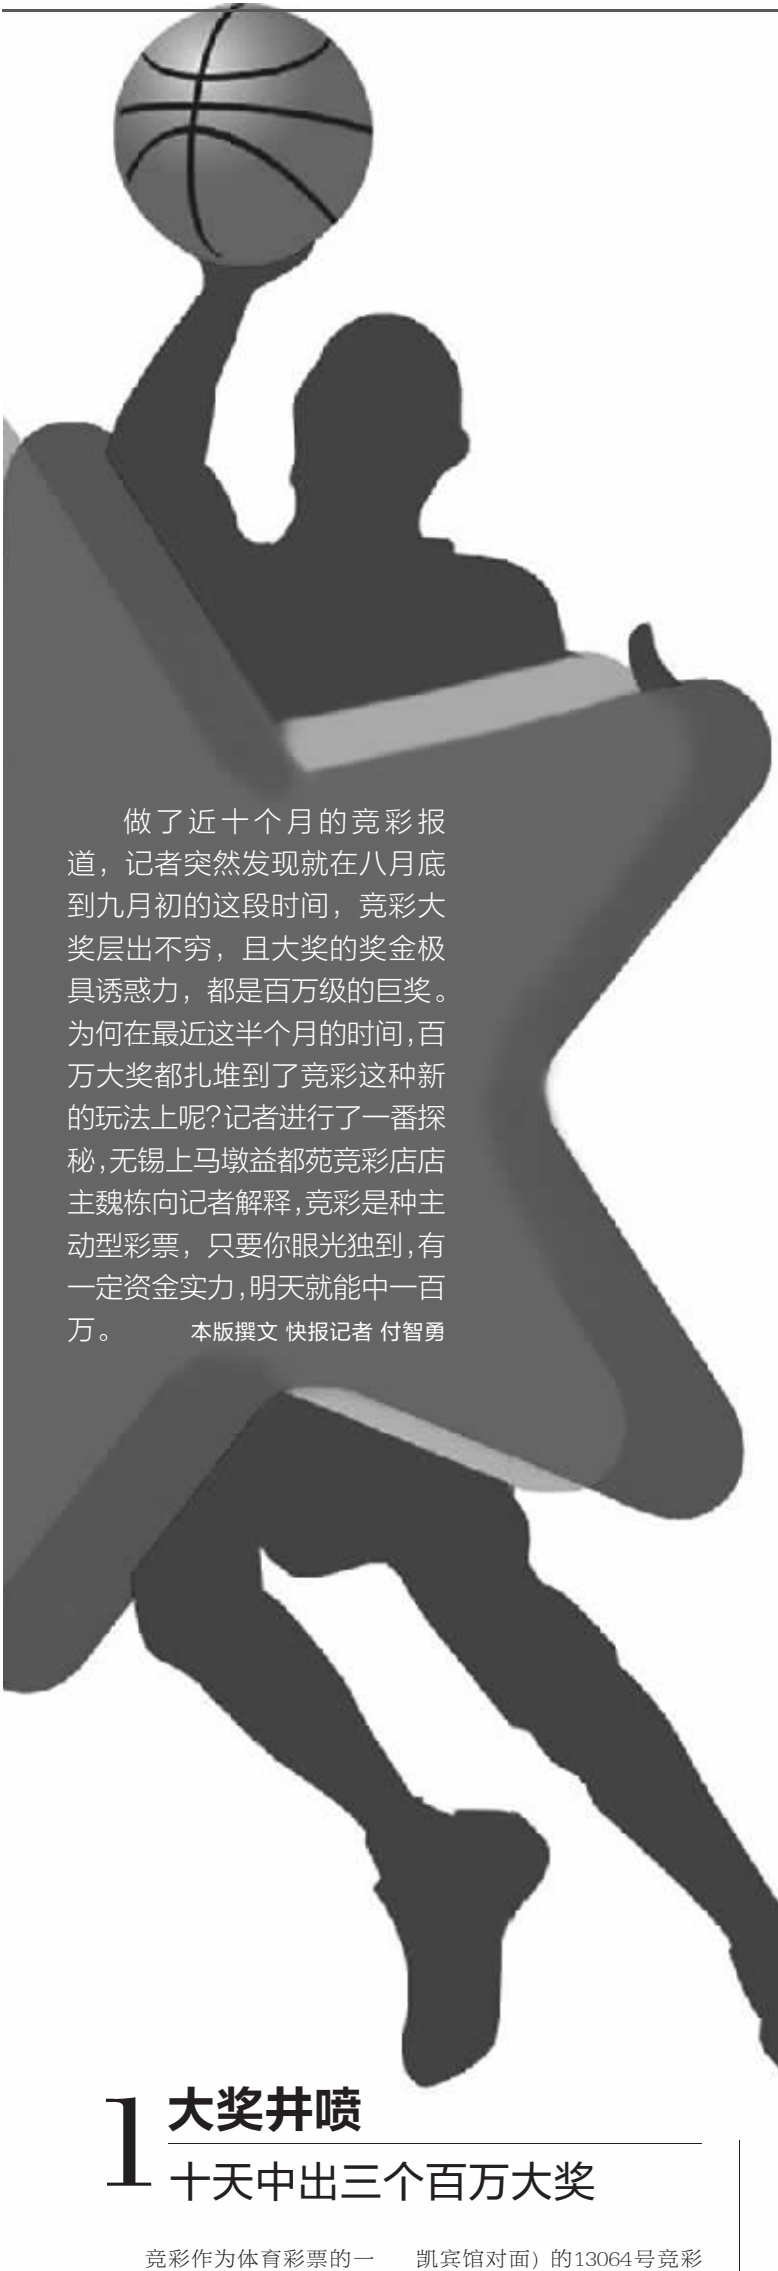 做了近十个月的竞彩报
道，记者突然发现就在八月底
到九月初的这段时间，竞彩大
奖层出不穷，且大奖的奖金极
具诱惑力，都是百万级的巨奖。
为何在最近这半个月的时间，百
万大奖都扎堆到了竞彩这种新
的玩法上呢？记者进行了一番探
秘，无锡上马墩益都苑竞彩店店
主魏栋向记者解释，竞彩是种主
动型彩票，只要你眼光独到，有
一定资金实力，明天就能中一百
万。 本版撰文 快报记者 付智勇
1 大奖井喷
十天中出三个百万大奖
竞彩作为体育彩票的一
凯宾馆对面）的13064号竞彩